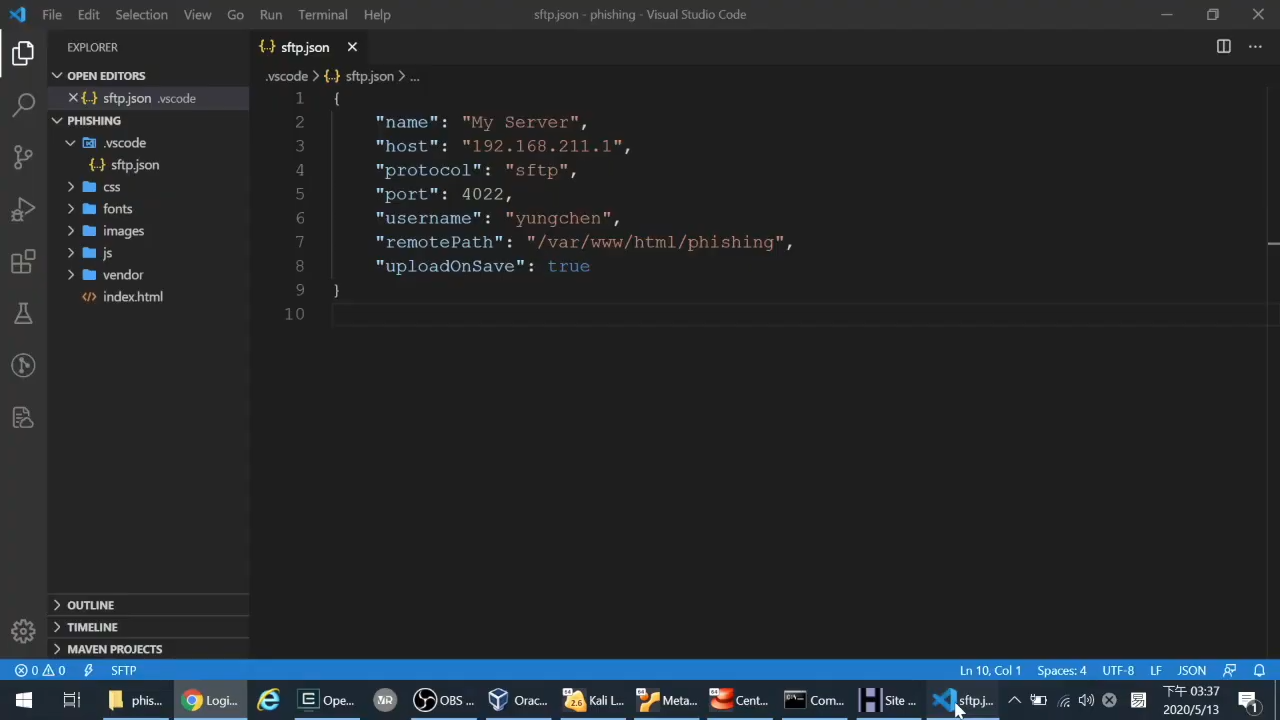 File Edit Selection View Go Run Terminal Help
sftp.json - phishing - Visual Studio Code
EXPLORER
OPEN EDITORS
sftp.json .vscode
PHISHING
.vscode
sftp.json
css
fonts
images
js
vendor
index.html
OUTLINE
TIMELINE
MAVEN PROJECTS
sftp.json
.vscode > {..} sftp.json > ...
1 {
2 "name": "My Server",
3 "host": "192.168.211.1",
4 "protocol": "sftp",
5 "port": 4022,
6 "username": "yungchen",
7 "remotePath": "/var/www/html/phishing",
8 "uploadOnSave": true
9 }
10
0 0 SFTP
Ln 10, Col 1 Spaces: 4 UTF-8 LF JSON
phis... Logi... Ope... OBS ... Orac... Kali L... Meta... Cent... Com... Site ... sftp.j...
下午 03:37
2020/5/13
1